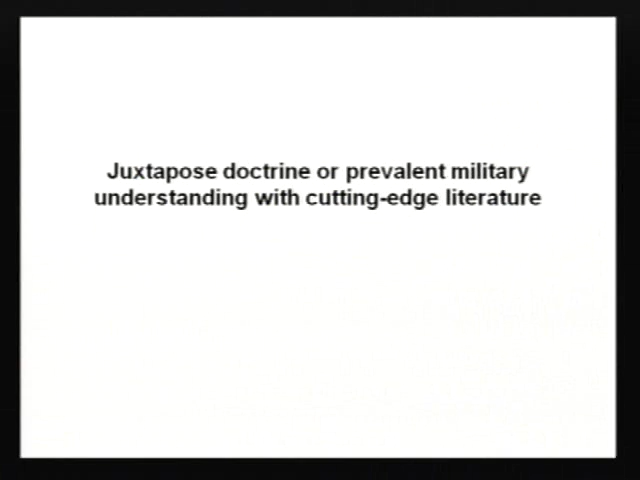 Juxtapose doctrine or prevalent military
understanding with cutting-edge literature